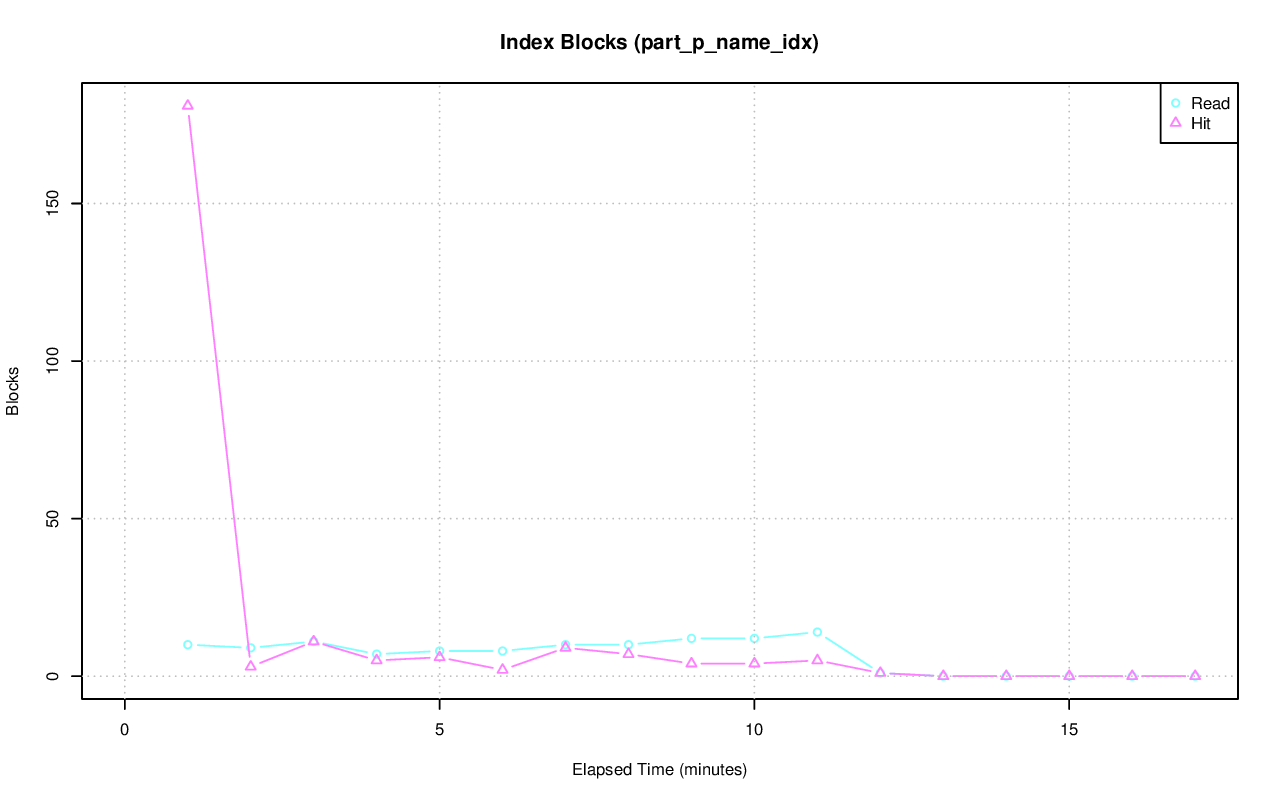 Index Blocks (part_p_name_idx)
Read
Hit
150
100
50
0
Blocks
0
5
10
15
Elapsed Time (minutes)